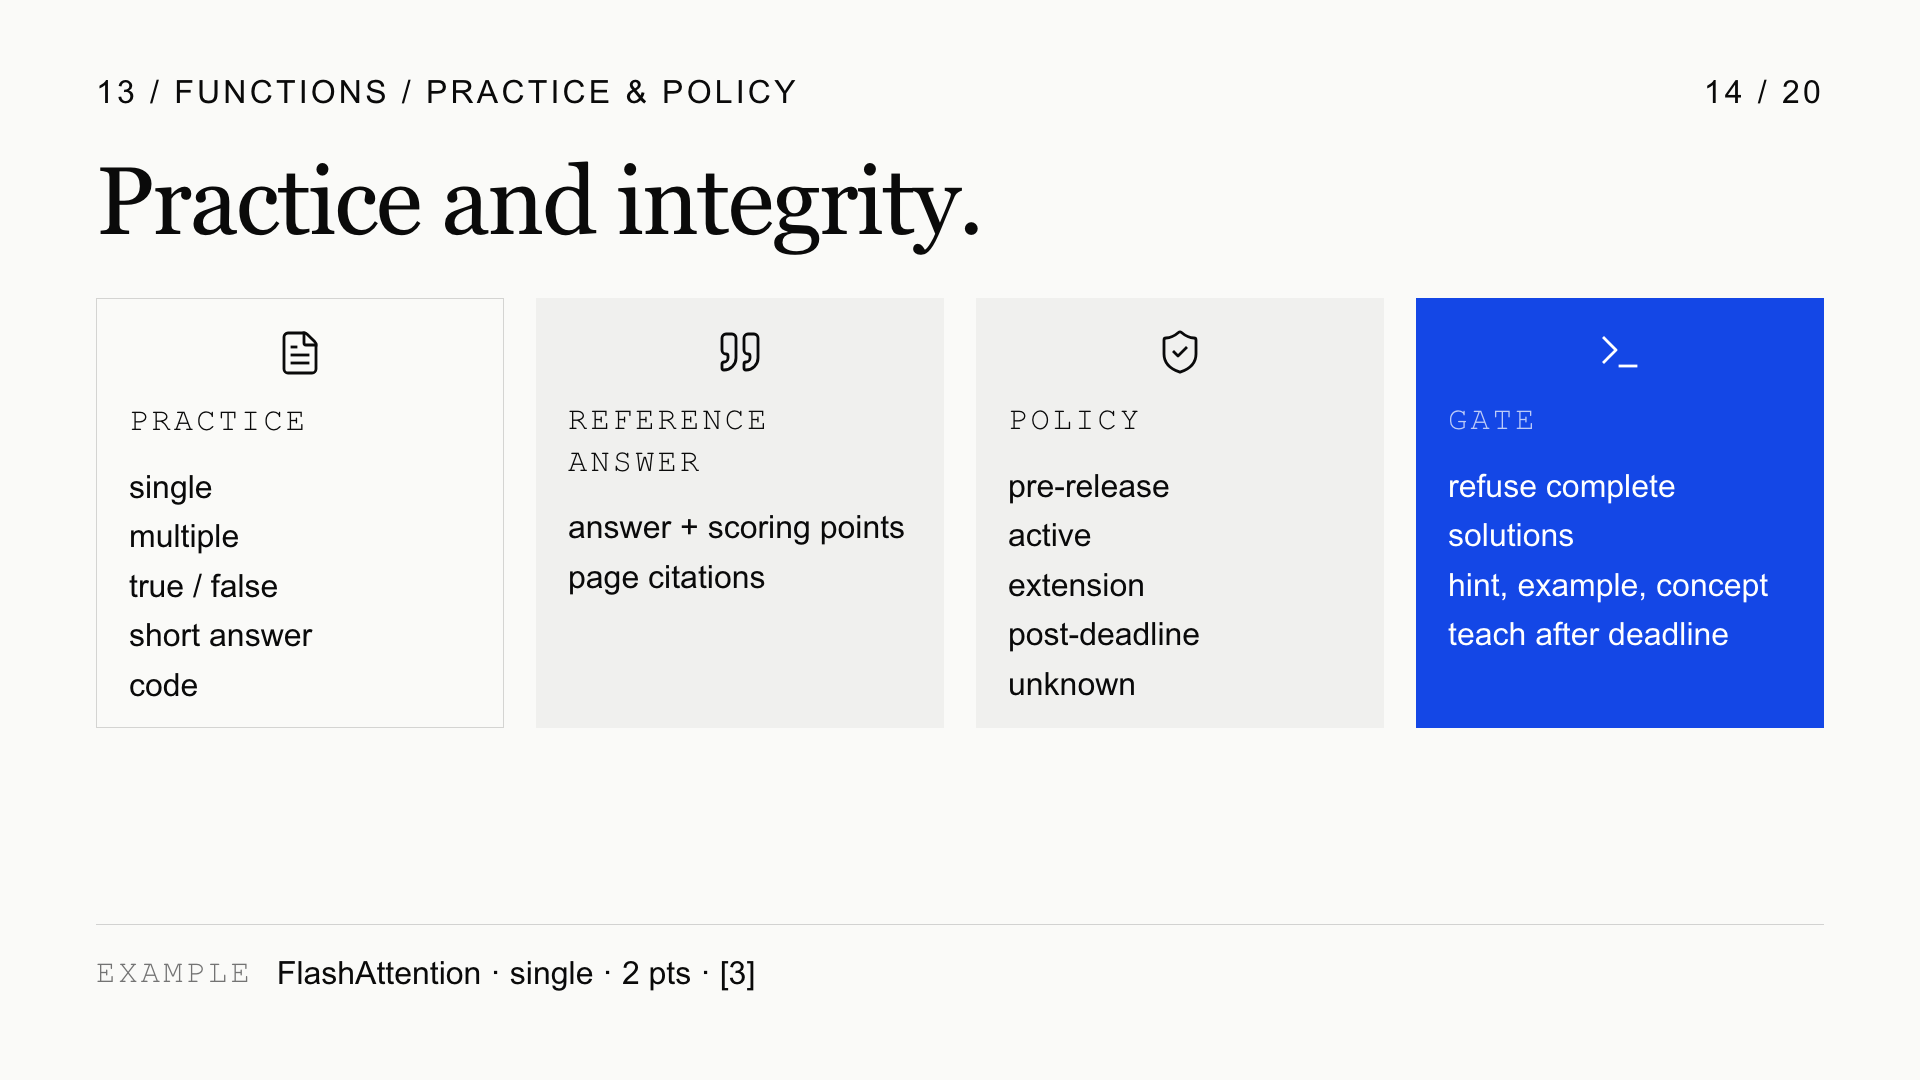 13 / FUNCTIONS / PRACTICE & POLICY
14 / 20
Practice and integrity.
PRACTICE
single
multiple
true / false
short answer
code
REFERENCE
ANSWER
answer + scoring points
page citations
POLICY
pre-release
active
extension
post-deadline
unknown
GATE
refuse complete
solutions
hint, example, concept
teach after deadline
EXAMPLE FlashAttention · single · 2 pts · [3]